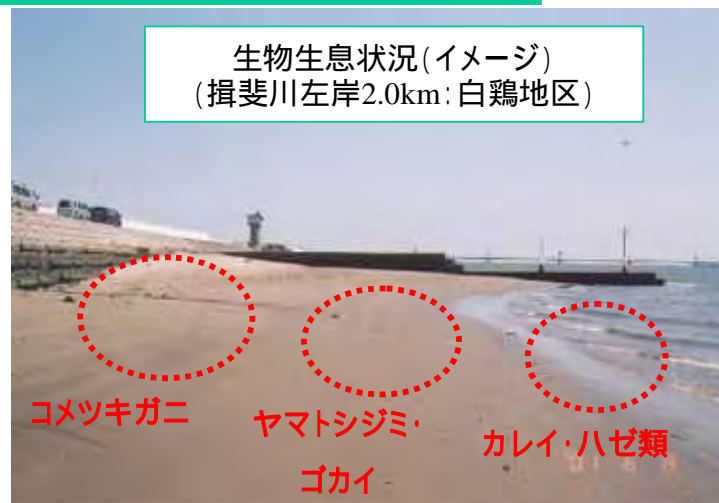 生物生息状況(イメージ)
(揖斐川左岸2.0km:白鶏地区)
コメツキガニ
ヤマトシジミ・
ゴカイ
カレイ・ハゼ類